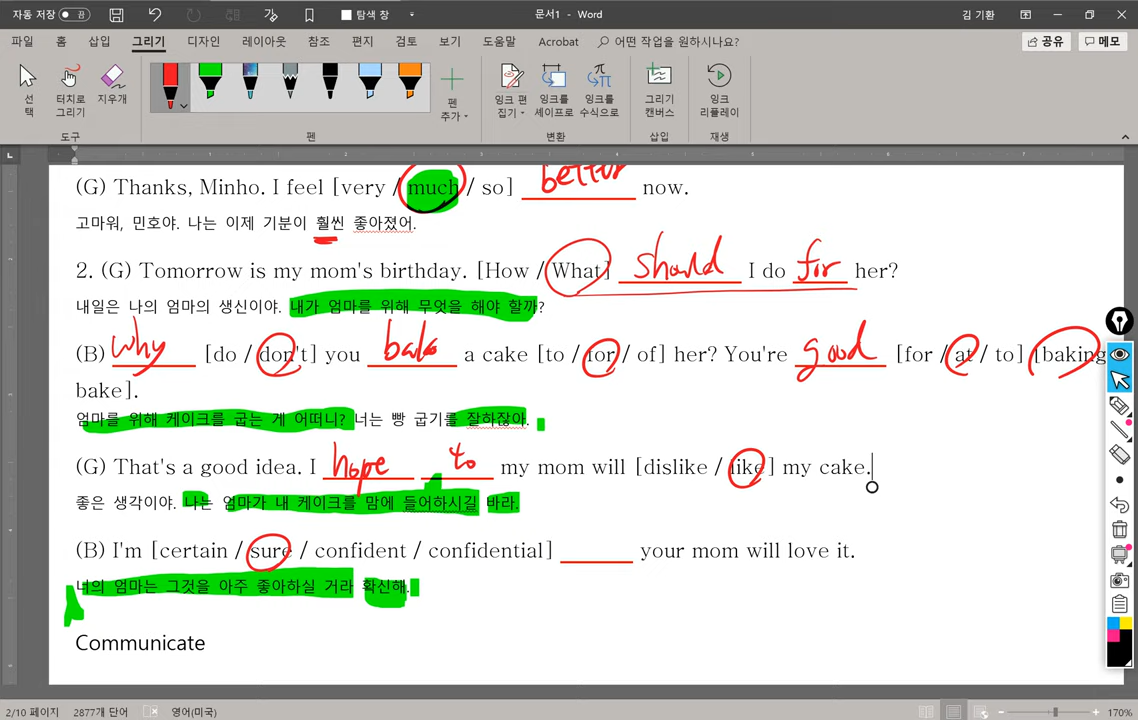 자동 저장 끔 탐색 창 문서1 - Word 김 기환
파일 홈 삽입 그리기 디자인 레이아웃 참조 편지 검토 보기 도움말 Acrobat 어떤 작업을 원하시나요? 공유 메모
선택 터치로 그리기 지우개 펜 추가 잉크 편집기 잉크를 셰이프로 잉크를 수식으로 그리기 캔버스 잉크 리플레이
도구 펜 변환 삽입 재생
(G) Thanks, Minho. I feel [very / much / so] better now.
고마워, 민호야. 나는 이제 기분이 훨씬 좋아졌어.
2. (G) Tomorrow is my mom's birthday. [How / What] should I do for her?
내일은 나의 엄마의 생신이야. 내가 엄마를 위해 무엇을 해야 할까?
(B) why [do / don't] you bake a cake [to / for / of] her? You're good [for / at / to] [baking
bake].
엄마를 위해 케이크를 굽는 게 어떠니? 너는 빵 굽기를 잘하잖아.
(G) That's a good idea. I hope to my mom will [dislike / like] my cake.
좋은 생각이야. 나는 엄마가 내 케이크를 맘에 들어하시길 바라.
(B) I'm [certain / sure / confident / confidential] ______ your mom will love it.
너의 엄마는 그것을 아주 좋아하실 거라 확신해.
Communicate
2/10 페이지 2877개 단어 영어(미국) 170%